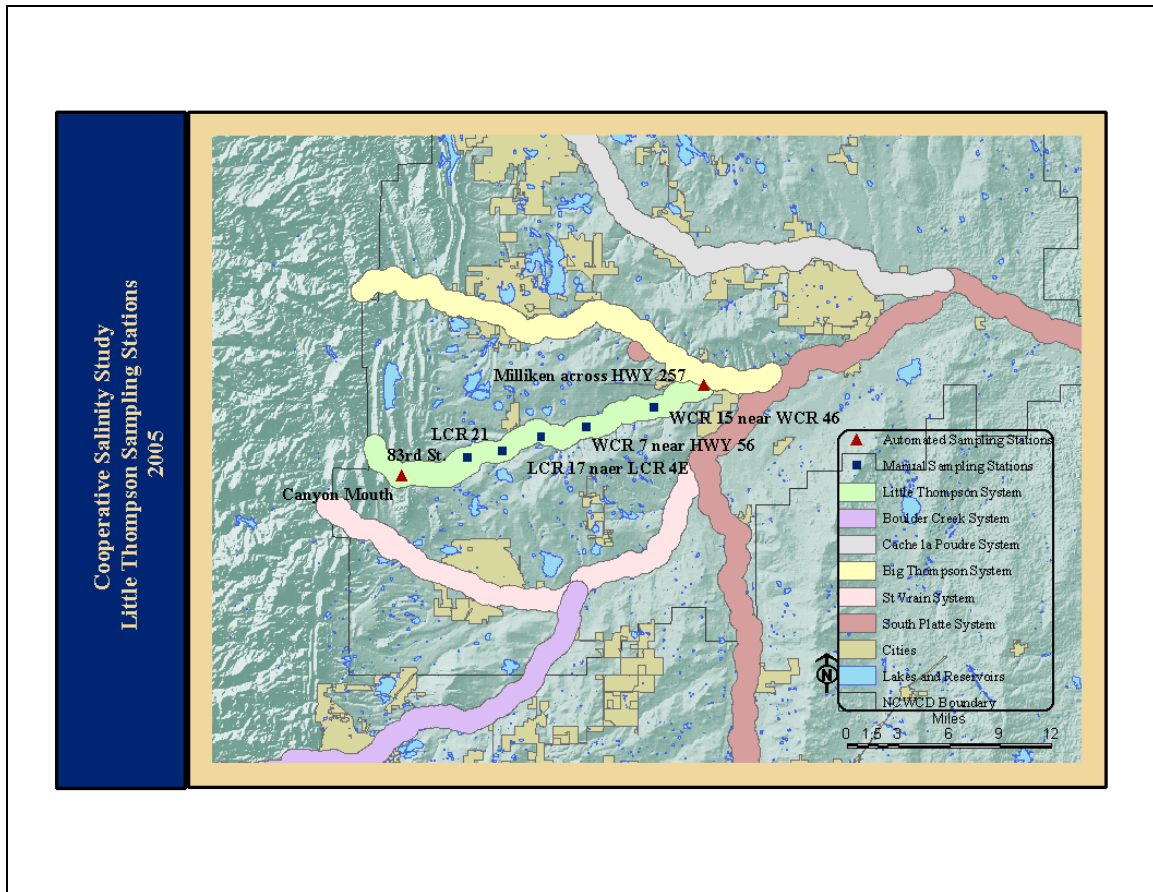 Cooperative Salinity Study
Little Thompson Sampling Stations
2005
Milliken across HWY 257
WCR 15 near WCR 46
LCR 21
WCR 7 near HWY 56
83rd St.
LCR 17 naer LCR 4E
Canyon Mouth
Automated Sampling Stations
Manual Sampling Stations
Little Thompson System
Boulder Creek System
Cache la Poudre System
Big Thompson System
St Vrain System
South Platte System
Cities
Lakes and Reservoirs
NCWCD Boundary
N
Miles
0 1.5 3 6 9 12